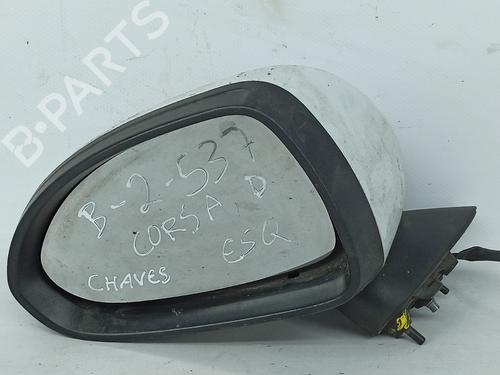 B-PARTS
B-2-537
CORSA D
CHAVES ESQ